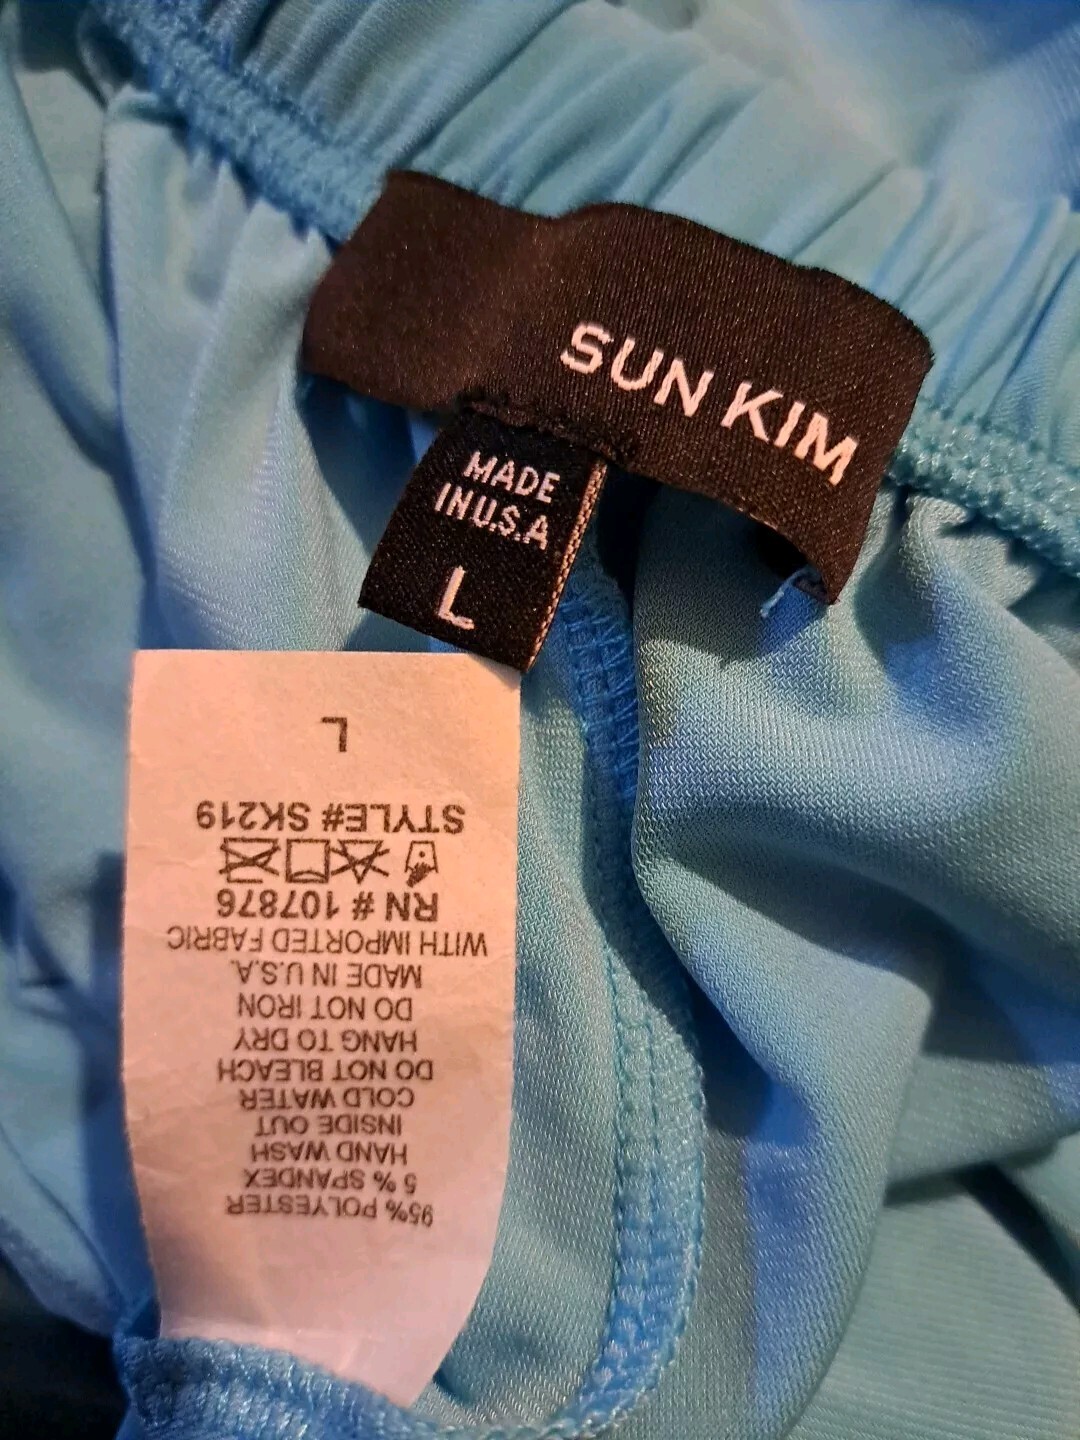 SUN KIM
MADE
IN U.S.A
L
95% POLYESTER
5 % SPANDEX
HAND WASH
INSIDE OUT
COLD WATER
DO NOT BLEACH
HANG TO DRY
DO NOT IRON
MADE IN U.S.A.
WITH IMPORTED FABRIC
RN # 107876
STYLE# SK219
L